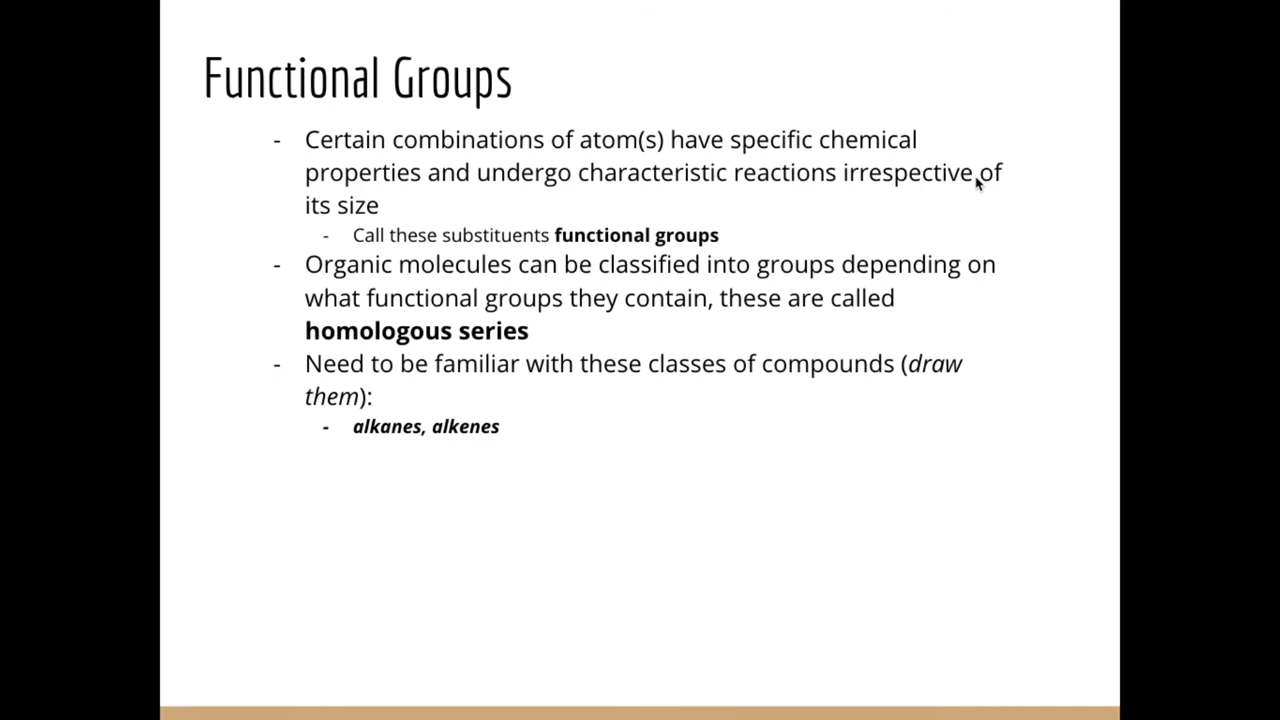 Functional Groups
- Certain combinations of atom(s) have specific chemical
properties and undergo characteristic reactions irrespective of
its size
- Call these substituents functional groups
- Organic molecules can be classified into groups depending on
what functional groups they contain, these are called
homologous series
- Need to be familiar with these classes of compounds (draw
them):
- alkanes, alkenes